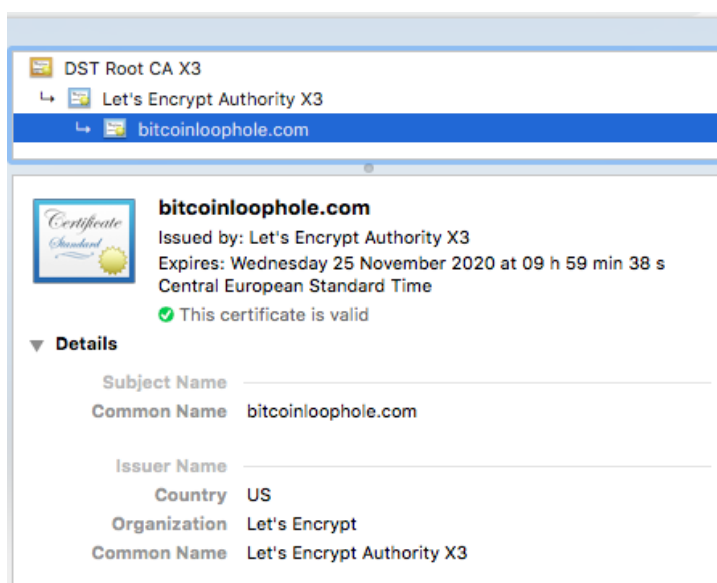 DST Root CA X3
Let's Encrypt Authority X3
bitcoinloophole.com
Certificate
Standard
bitcoinloophole.com
Issued by: Let's Encrypt Authority X3
Expires: Wednesday 25 November 2020 at 09 h 59 min 38 s
Central European Standard Time
This certificate is valid
Details
Subject Name
Common Name bitcoinloophole.com
Issuer Name
Country US
Organization Let's Encrypt
Common Name Let's Encrypt Authority X3